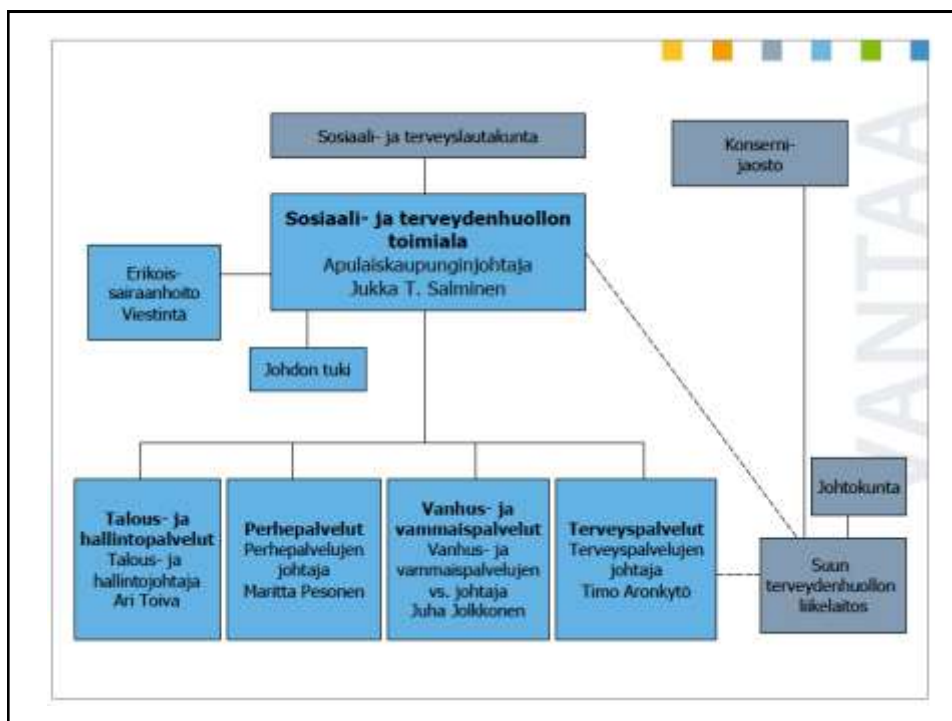 Sosiaali- ja terveyslautakunta
Konserni-
jaosto
Sosiaali- ja terveydenhuollon
toimiala
Apulaiskaupunginjohtaja
Jukka T. Salminen
Erikois-
sairaanhoito
Viestintä
Johdon tuki
Talous- ja
hallintopalvelut
Talous- ja
hallintojohtaja
Ari Toiva
Perhepalvelut
Perhepalvelujen
johtaja
Maritta Pesonen
Vanhus- ja
vammaispalvelut
Vanhus- ja
vammaispalvelujen
vs. johtaja
Juha Jolkkonen
Terveyspalvelut
Terveyspalvelujen
johtaja
Timo Aronkytö
Johtokunta
Suun
terveydenhuollon
liikelaitos
VANTAA